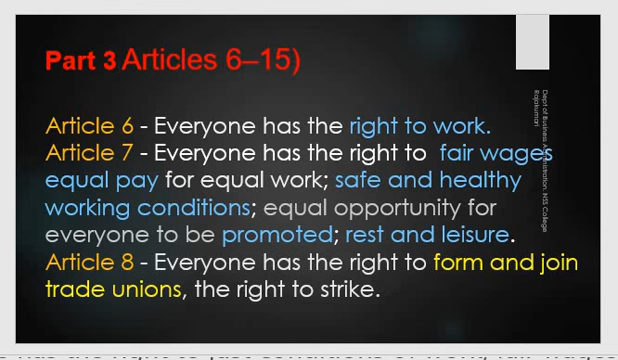 Part 3 Articles 6–15)
Article 6 - Everyone has the right to work.
Article 7 - Everyone has the right to fair wages
equal pay for equal work; safe and healthy
working conditions; equal opportunity for
everyone to be promoted; rest and leisure.
Article 8 - Everyone has the right to form and join
trade unions, the right to strike.
Dept of Business Administration, NSS College
Rajakumari